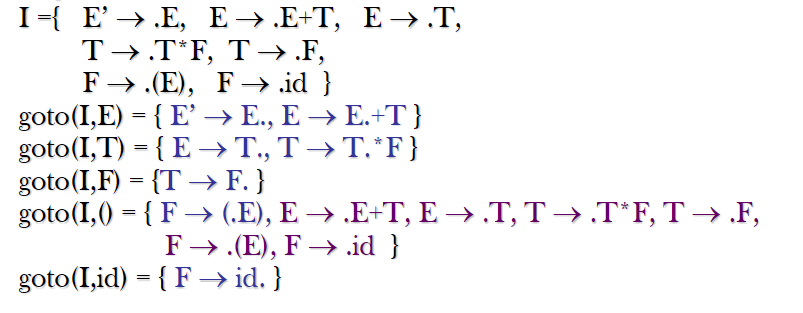 I ={ E’ → .E, E → .E+T, E → .T,
T → .T*F, T → .F,
F → .(E), F → .id }
goto(I,E) = { E’ → E., E → E.+T }
goto(I,T) = { E → T., T → T.*F }
goto(I,F) = {T → F. }
goto(I,() = { F → (.E), E → .E+T, E → .T, T → .T*F, T → .F,
F → .(E), F → .id }
goto(I,id) = { F → id. }